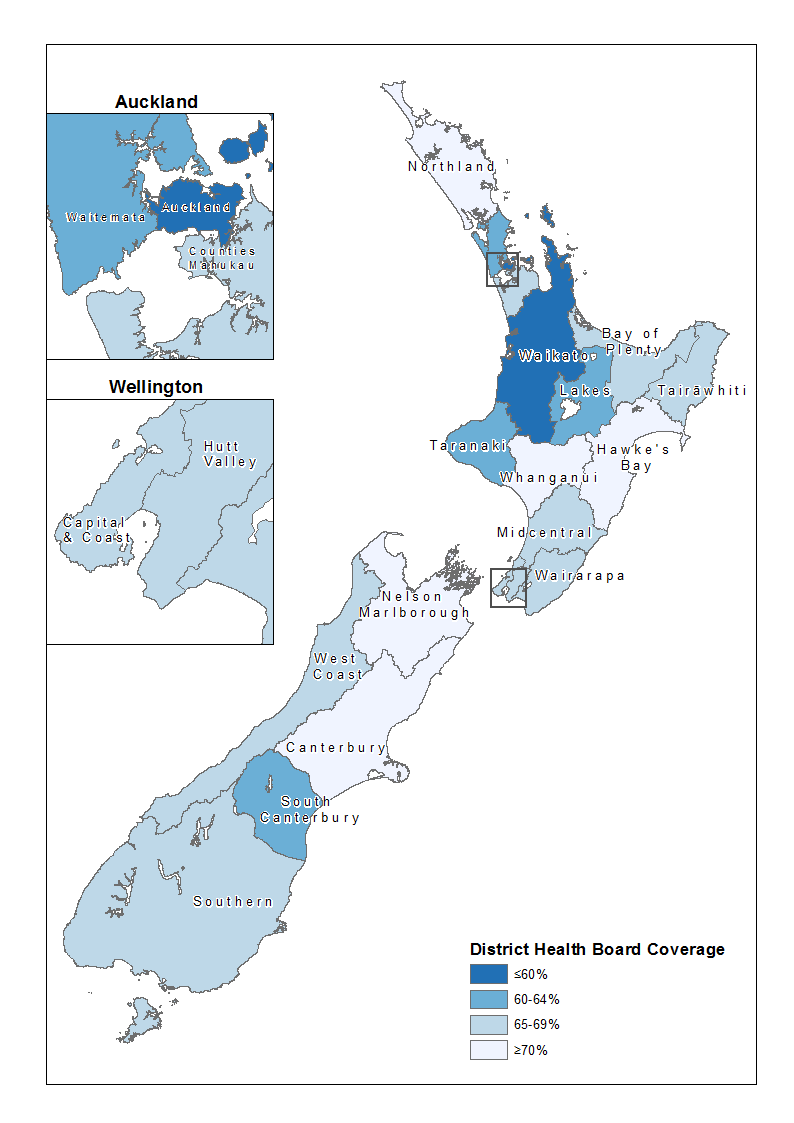 Auckland
Waitemata
Auckland
Counties
Manukau
Wellington
Hutt
Valley
Capital
& Coast
Northland
Waikato
Bay of
Plenty
Lakes
Tairāwhiti
Taranaki
Hawke's
Bay
Whanganui
Midcentral
Wairarapa
Nelson
Marlborough
West
Coast
Canterbury
South
Canterbury
Southern
District Health Board Coverage
≤60%
60-64%
65-69%
≥70%